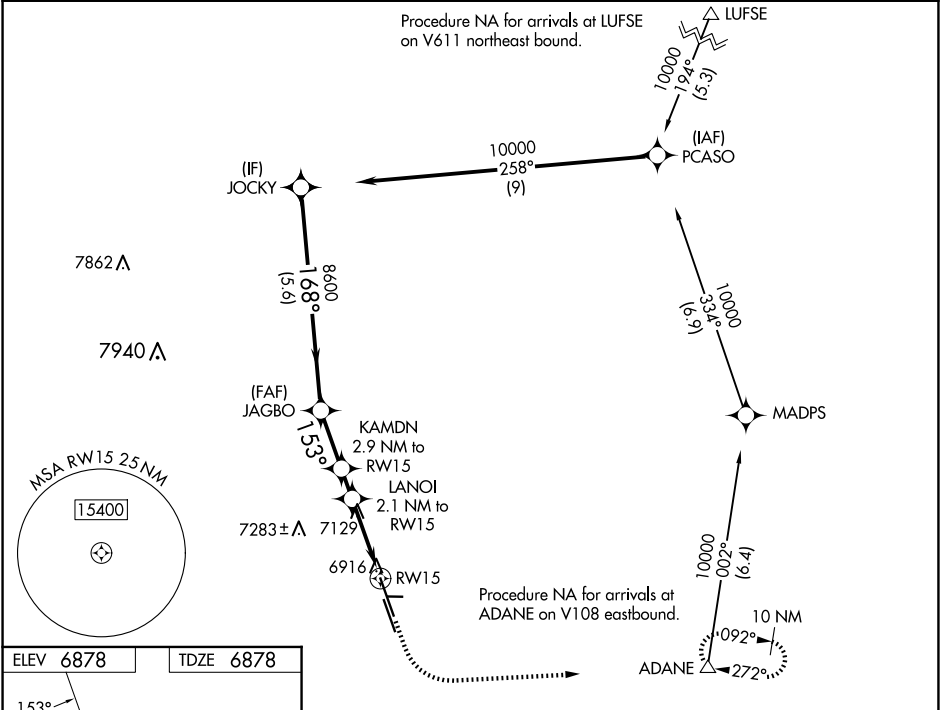 Procedure NA for arrivals at LUFSE
on V611 northeast bound.
LUFSE
10000
194°
(5.3)
(IAF)
PCASO
10000
258°
(9)
(IF)
JOCKY
7862
8600
168°
(5.6)
10000
334°
(6.9)
7940
(FAF)
JAGBO
MADPS
153°
KAMDN
2.9 NM to
RW15
LANOI
2.1 NM to
RW15
MSA RW15 25 NM
15400
7283±
7129
6916
RW15
10000
002°
(6.4)
Procedure NA for arrivals at
ADANE on V108 eastbound.
10 NM
092°
ADANE
272°
ELEV 6878
TDZE 6878
153°